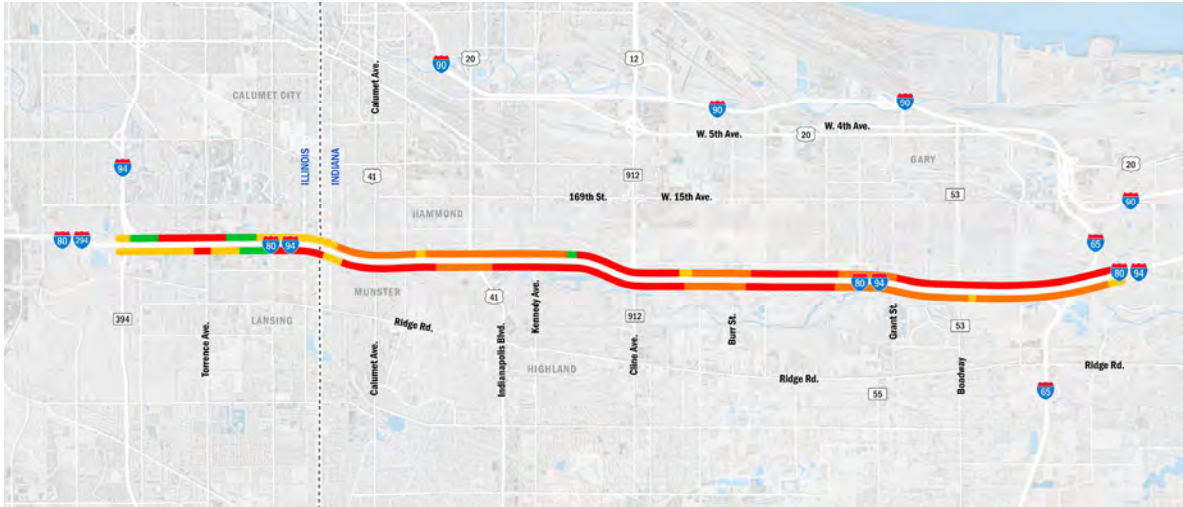 CALUMET CITY
Calumet Ave.
90
20
12
90
90
W. 5th Ave.
20
W. 4th Ave.
GARY
20
94
ILLINOIS
INDIANA
41
912
169th St.
W. 15th Ave.
53
90
HAMMOND
80
294
80
94
65
80
94
80
94
MUNSTER
41
Kennedy Ave.
394
LANSING
Torrence Ave.
Ridge Rd.
Calumet Ave.
Indianapolis Blvd.
HIGHLAND
912
Cline Ave.
Burr St.
Grant St.
53
Boadway
Ridge Rd.
55
65
Ridge Rd.